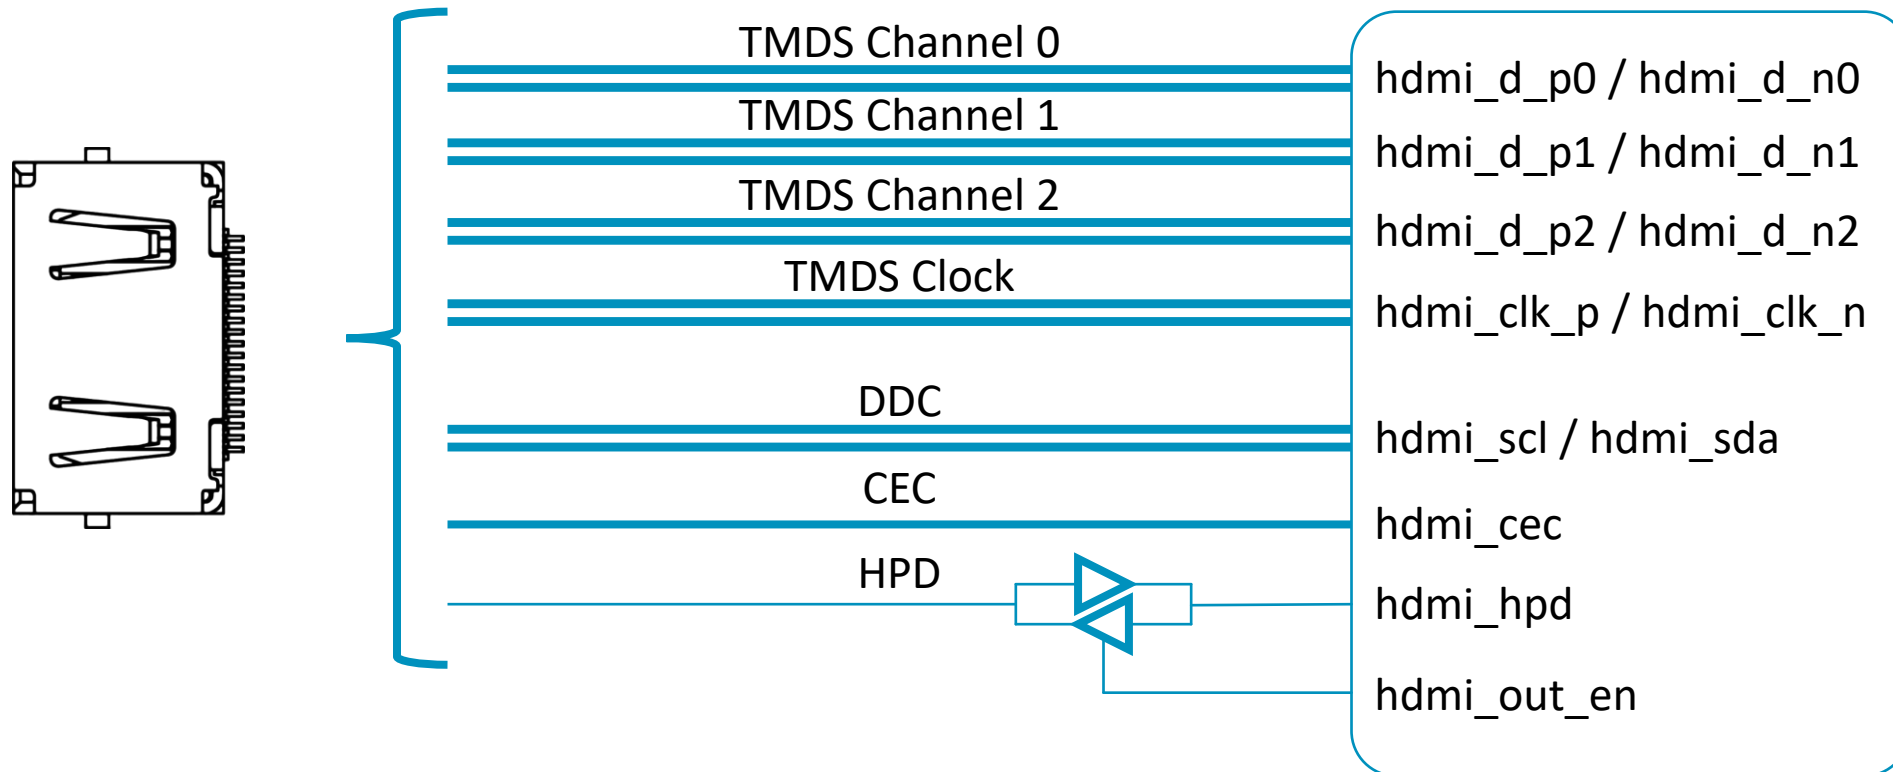 TMDS Channel 0
hdmi_d_p0 / hdmi_d_n0
TMDS Channel 1
hdmi_d_p1 / hdmi_d_n1
TMDS Channel 2
hdmi_d_p2 / hdmi_d_n2
TMDS Clock
hdmi_clk_p / hdmi_clk_n
DDC
hdmi_scl / hdmi_sda
CEC
hdmi_cec
HPD
hdmi_hpd
hdmi_out_en